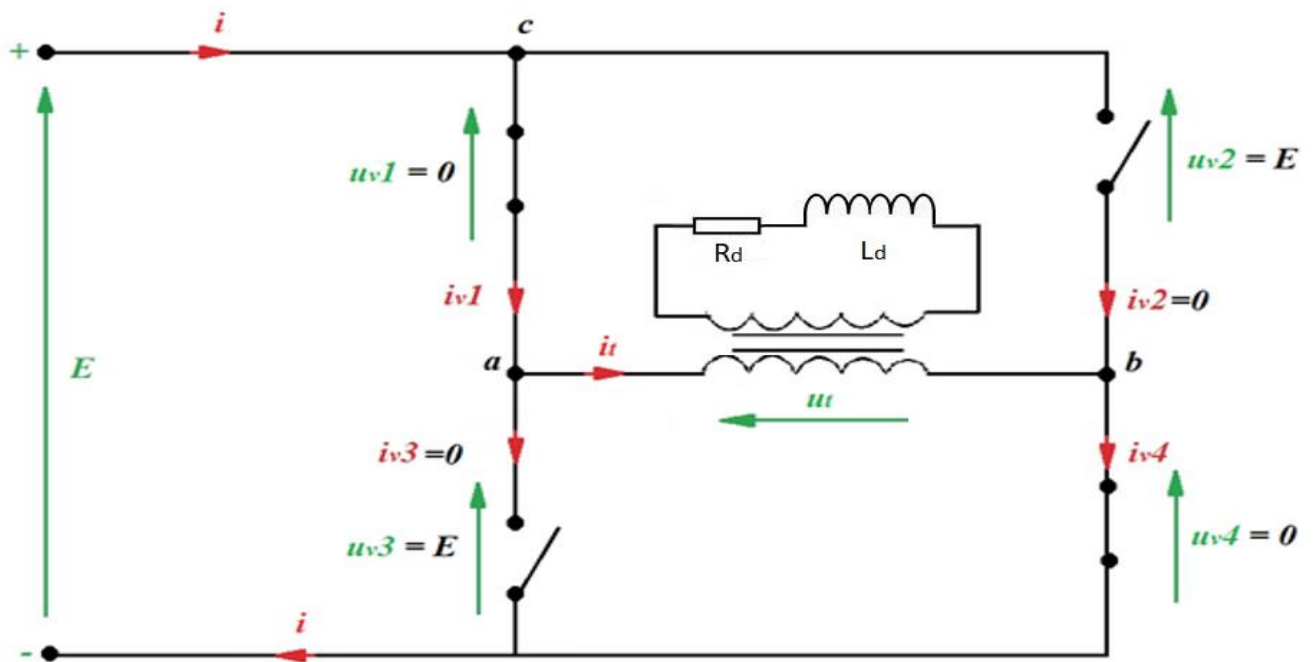 i
c
+
uv1 = 0
uv2 = E
Rd
Ld
iv1
iv2=0
E
a
it
b
ut
iv3 =0
iv4
uv3 = E
uv4 = 0
i
-